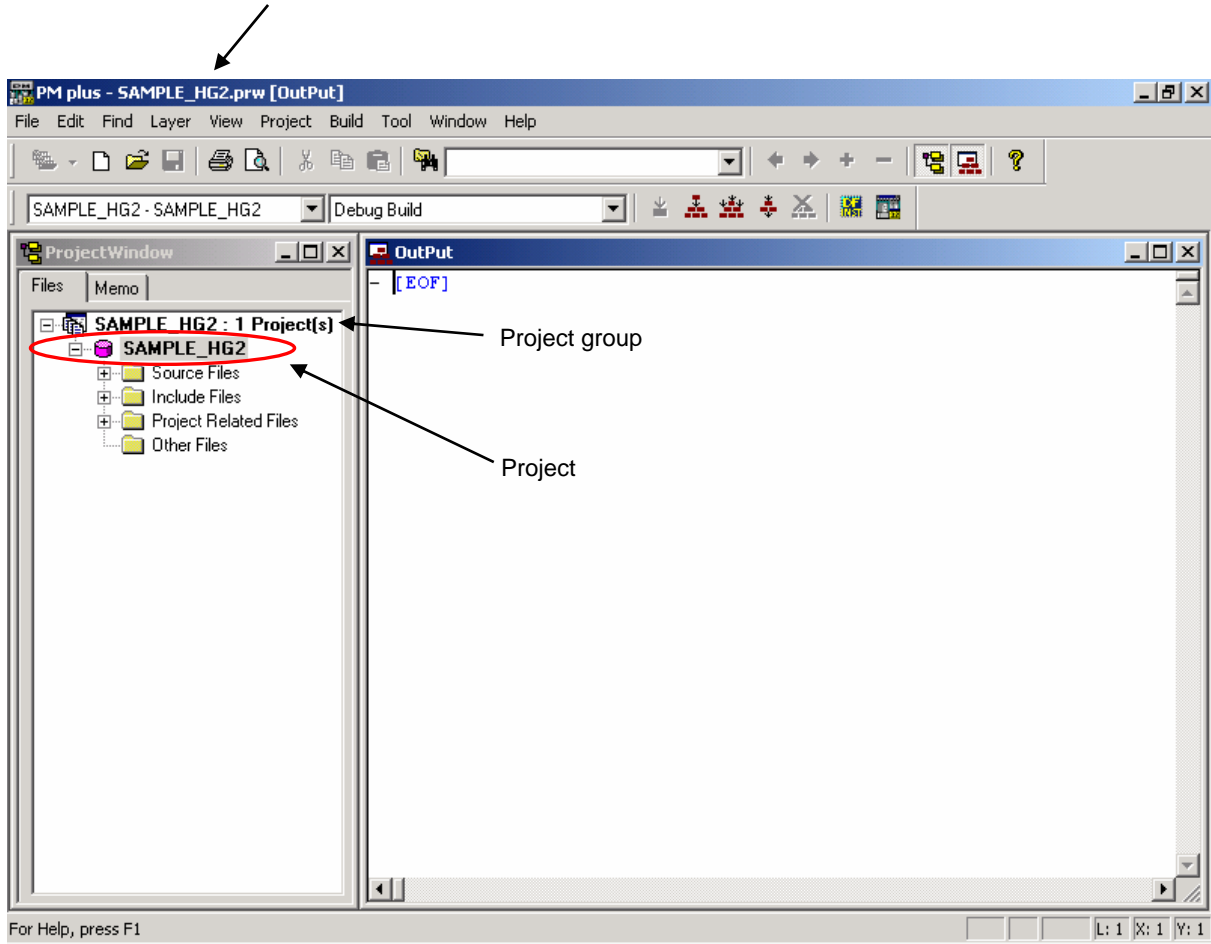 PM plus - SAMPLE_HG2.prw [OutPut]
File Edit Find Layer View Project Build Tool Window Help
SAMPLE_HG2 - SAMPLE_HG2 Debug Build
ProjectWindow
OutPut
Files Memo
[EOF]
SAMPLE_HG2 : 1 Project(s)
Project group
SAMPLE_HG2
Source Files
Include Files
Project Related Files
Other Files
Project
For Help, press F1
L: 1 X: 1 Y: 1